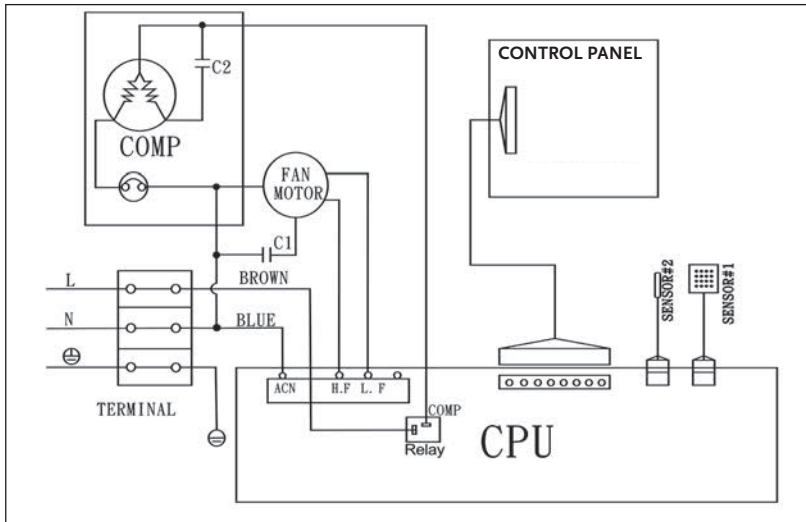 CONTROL PANEL
C2
COMP
FAN
MOTOR
C1
L
BROWN
N
BLUE
TERMINAL
ACN
H.F
L. F
COMP
Relay
CPU
SENSOR#2
SENSOR#1